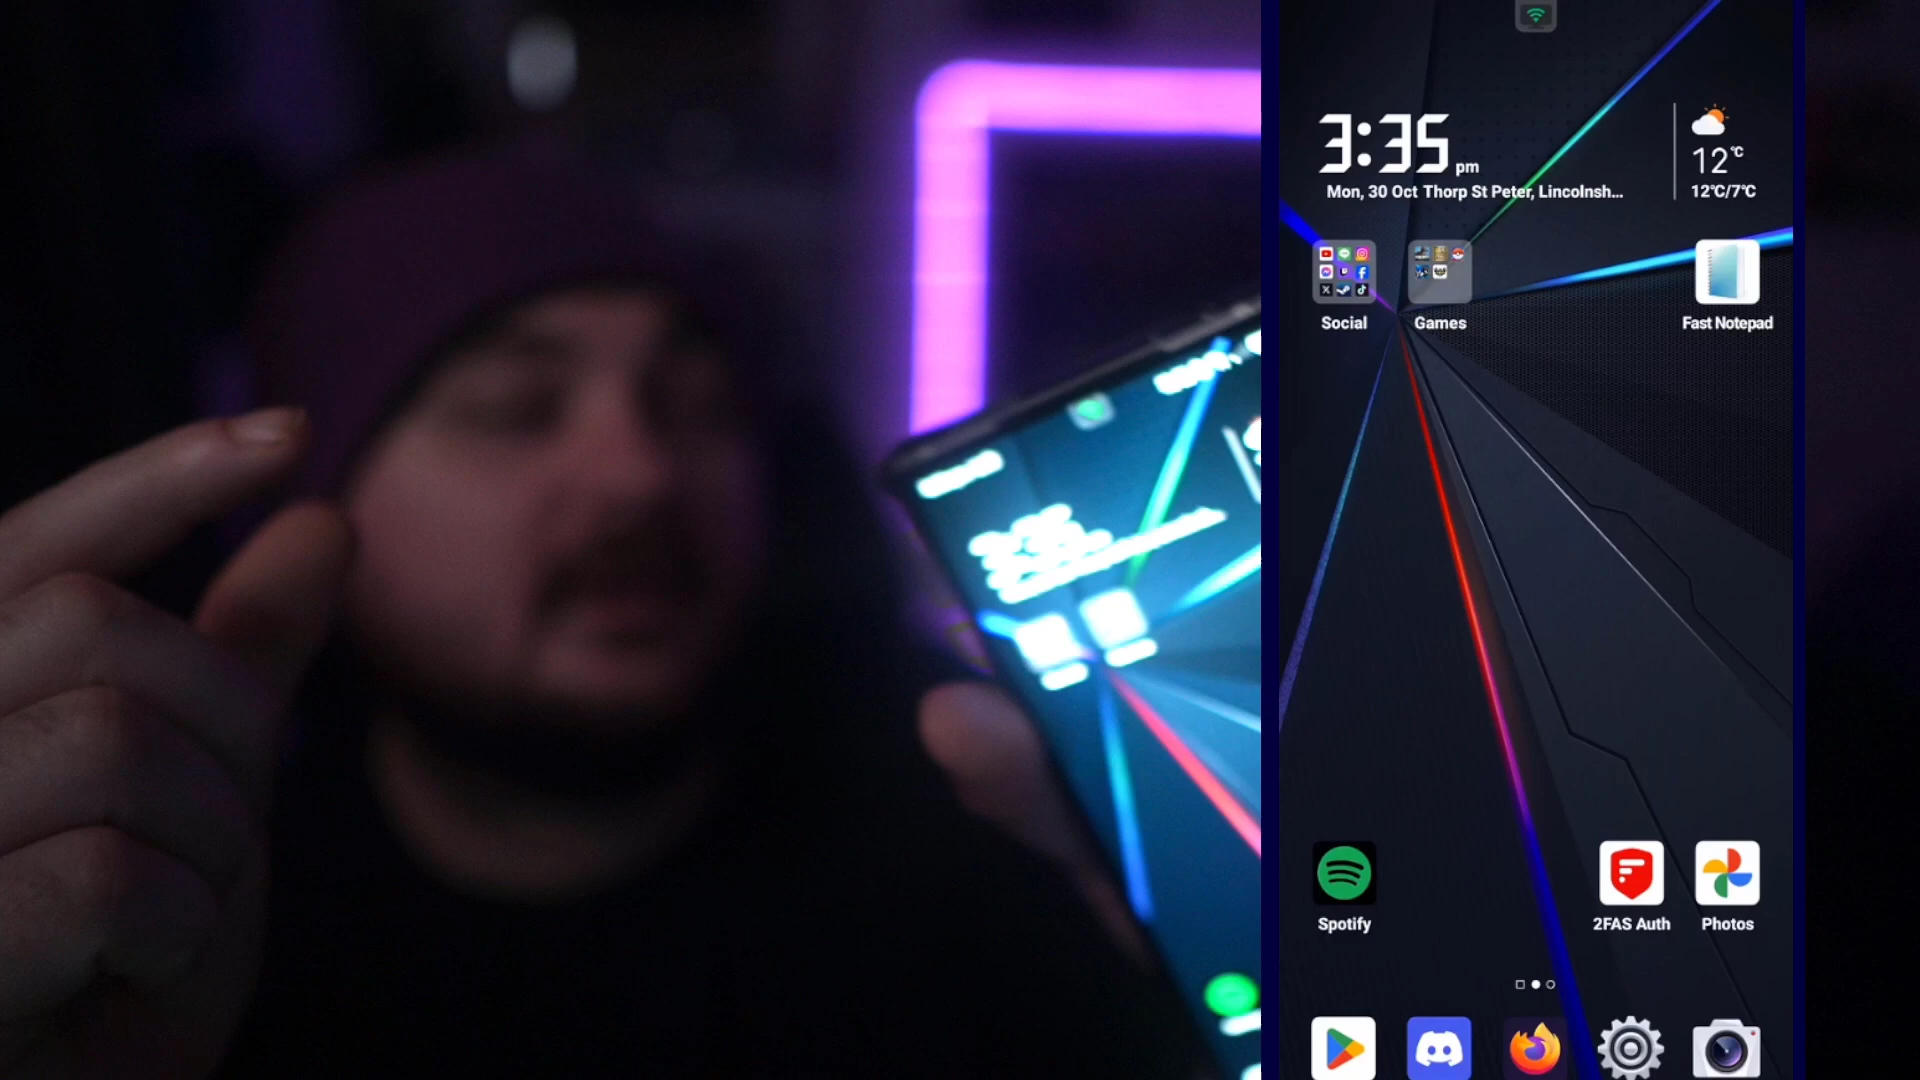 3:35 pm
12°C
Mon, 30 Oct Thorp St Peter, Lincolnsh...
12°C/7°C
Social
Games
Fast Notepad
Spotify
2FAS Auth
Photos